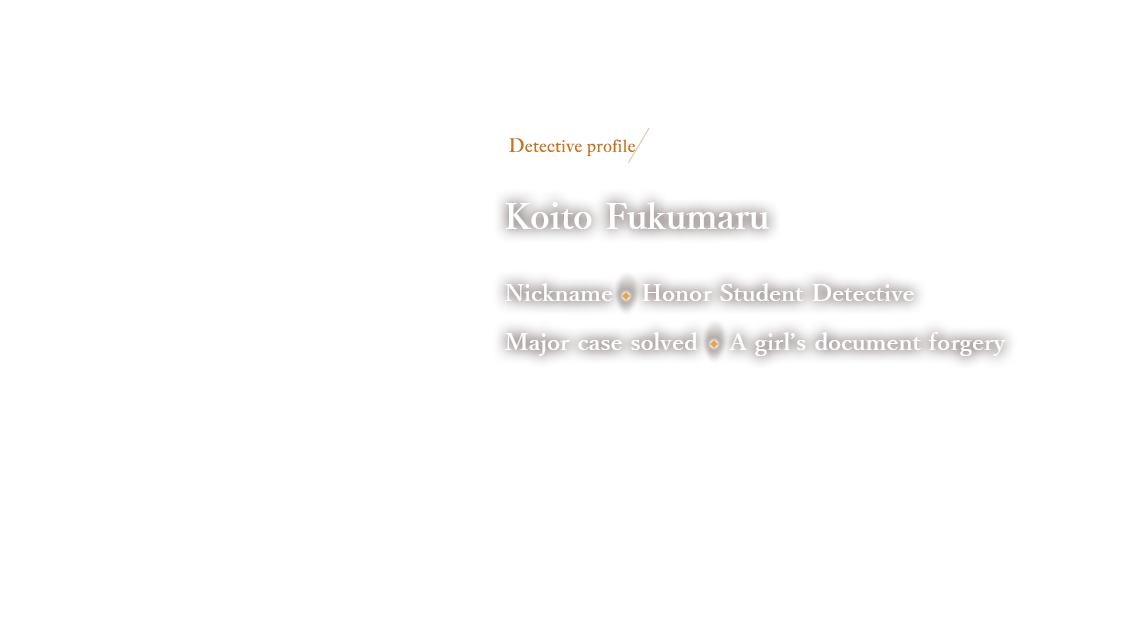 Detective profile
Koito Fukumaru
Nickname Honor Student Detective
Major case solved A girl's document forgery